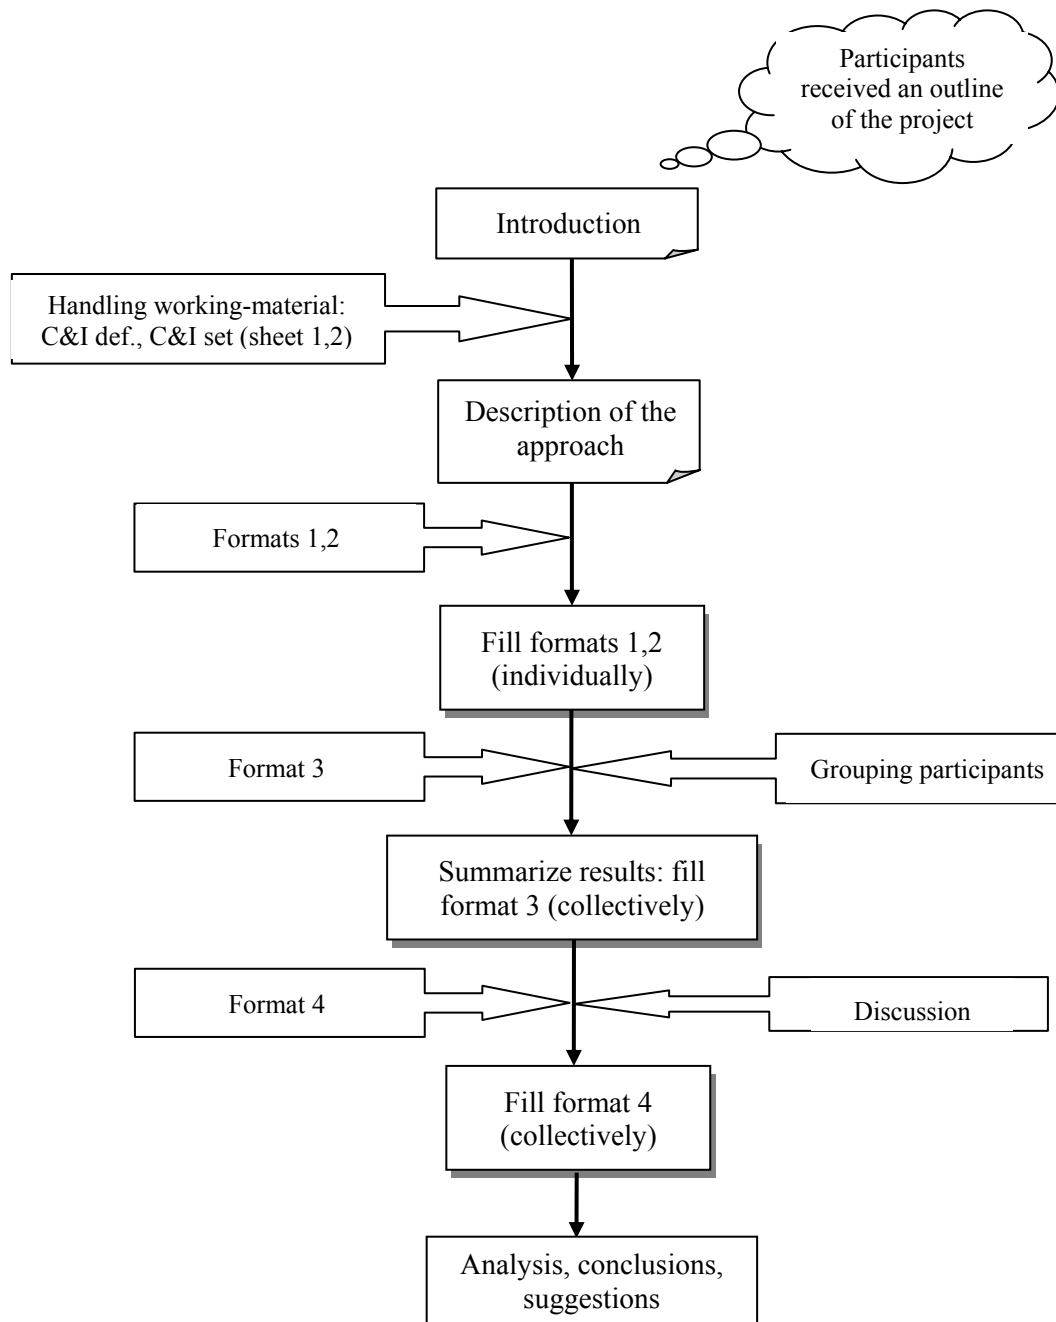 Participants
received an outline
of the project
Introduction
Handling working-material:
C&I def., C&I set (sheet 1,2)
Description of the
approach
Formats 1,2
Fill formats 1,2
(individually)
Format 3
Grouping participants
Summarize results: fill
format 3 (collectively)
Format 4
Discussion
Fill format 4
(collectively)
Analysis, conclusions,
suggestions